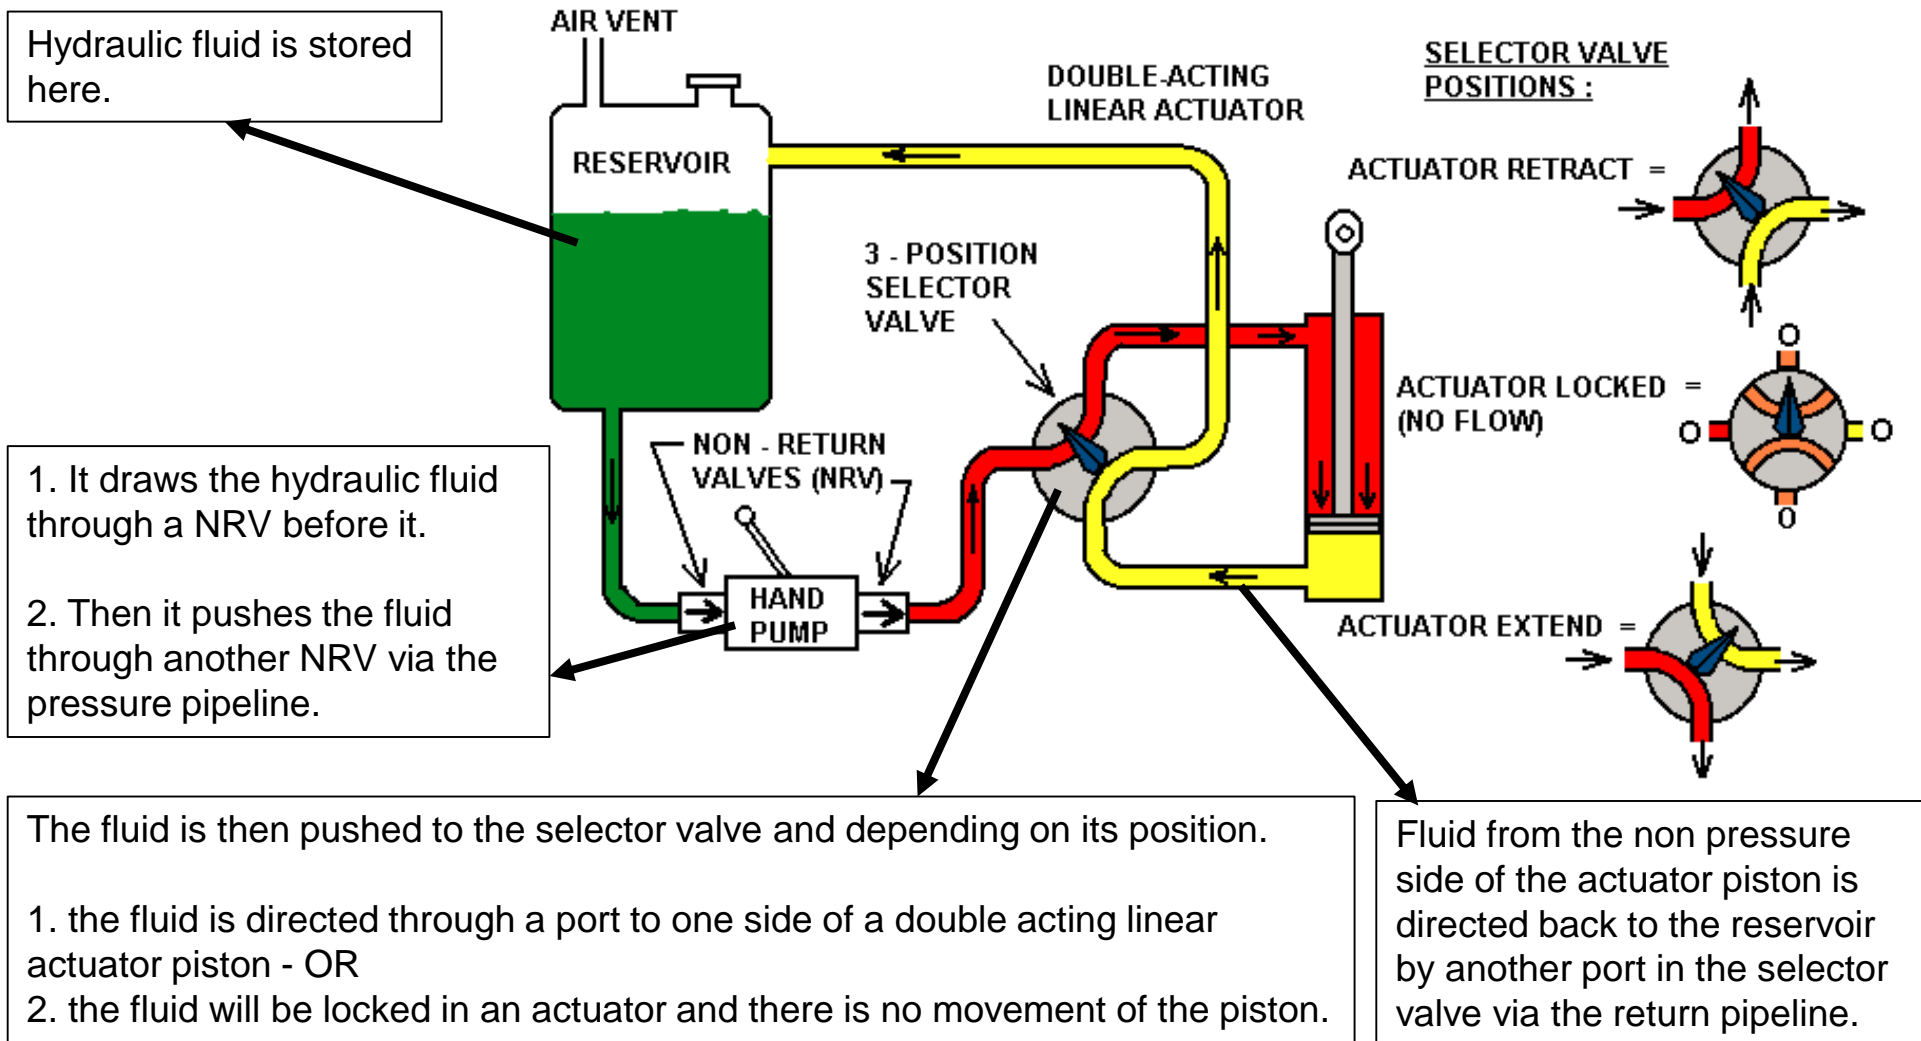 Hydraulic fluid is stored
here.
AIR VENT
RESERVOIR
DOUBLE-ACTING
LINEAR ACTUATOR
SELECTOR VALVE
POSITIONS :
ACTUATOR RETRACT =
3 - POSITION
SELECTOR
VALVE
O
ACTUATOR LOCKED =
(NO FLOW)
O
O
O
NON - RETURN
VALVES (NRV)
HAND
PUMP
ACTUATOR EXTEND =
1. It draws the hydraulic fluid
through a NRV before it.
2. Then it pushes the fluid
through another NRV via the
pressure pipeline.
The fluid is then pushed to the selector valve and depending on its position.
1. the fluid is directed through a port to one side of a double acting linear
actuator piston - OR
2. the fluid will be locked in an actuator and there is no movement of the piston.
Fluid from the non pressure
side of the actuator piston is
directed back to the reservoir
by another port in the selector
valve via the return pipeline.